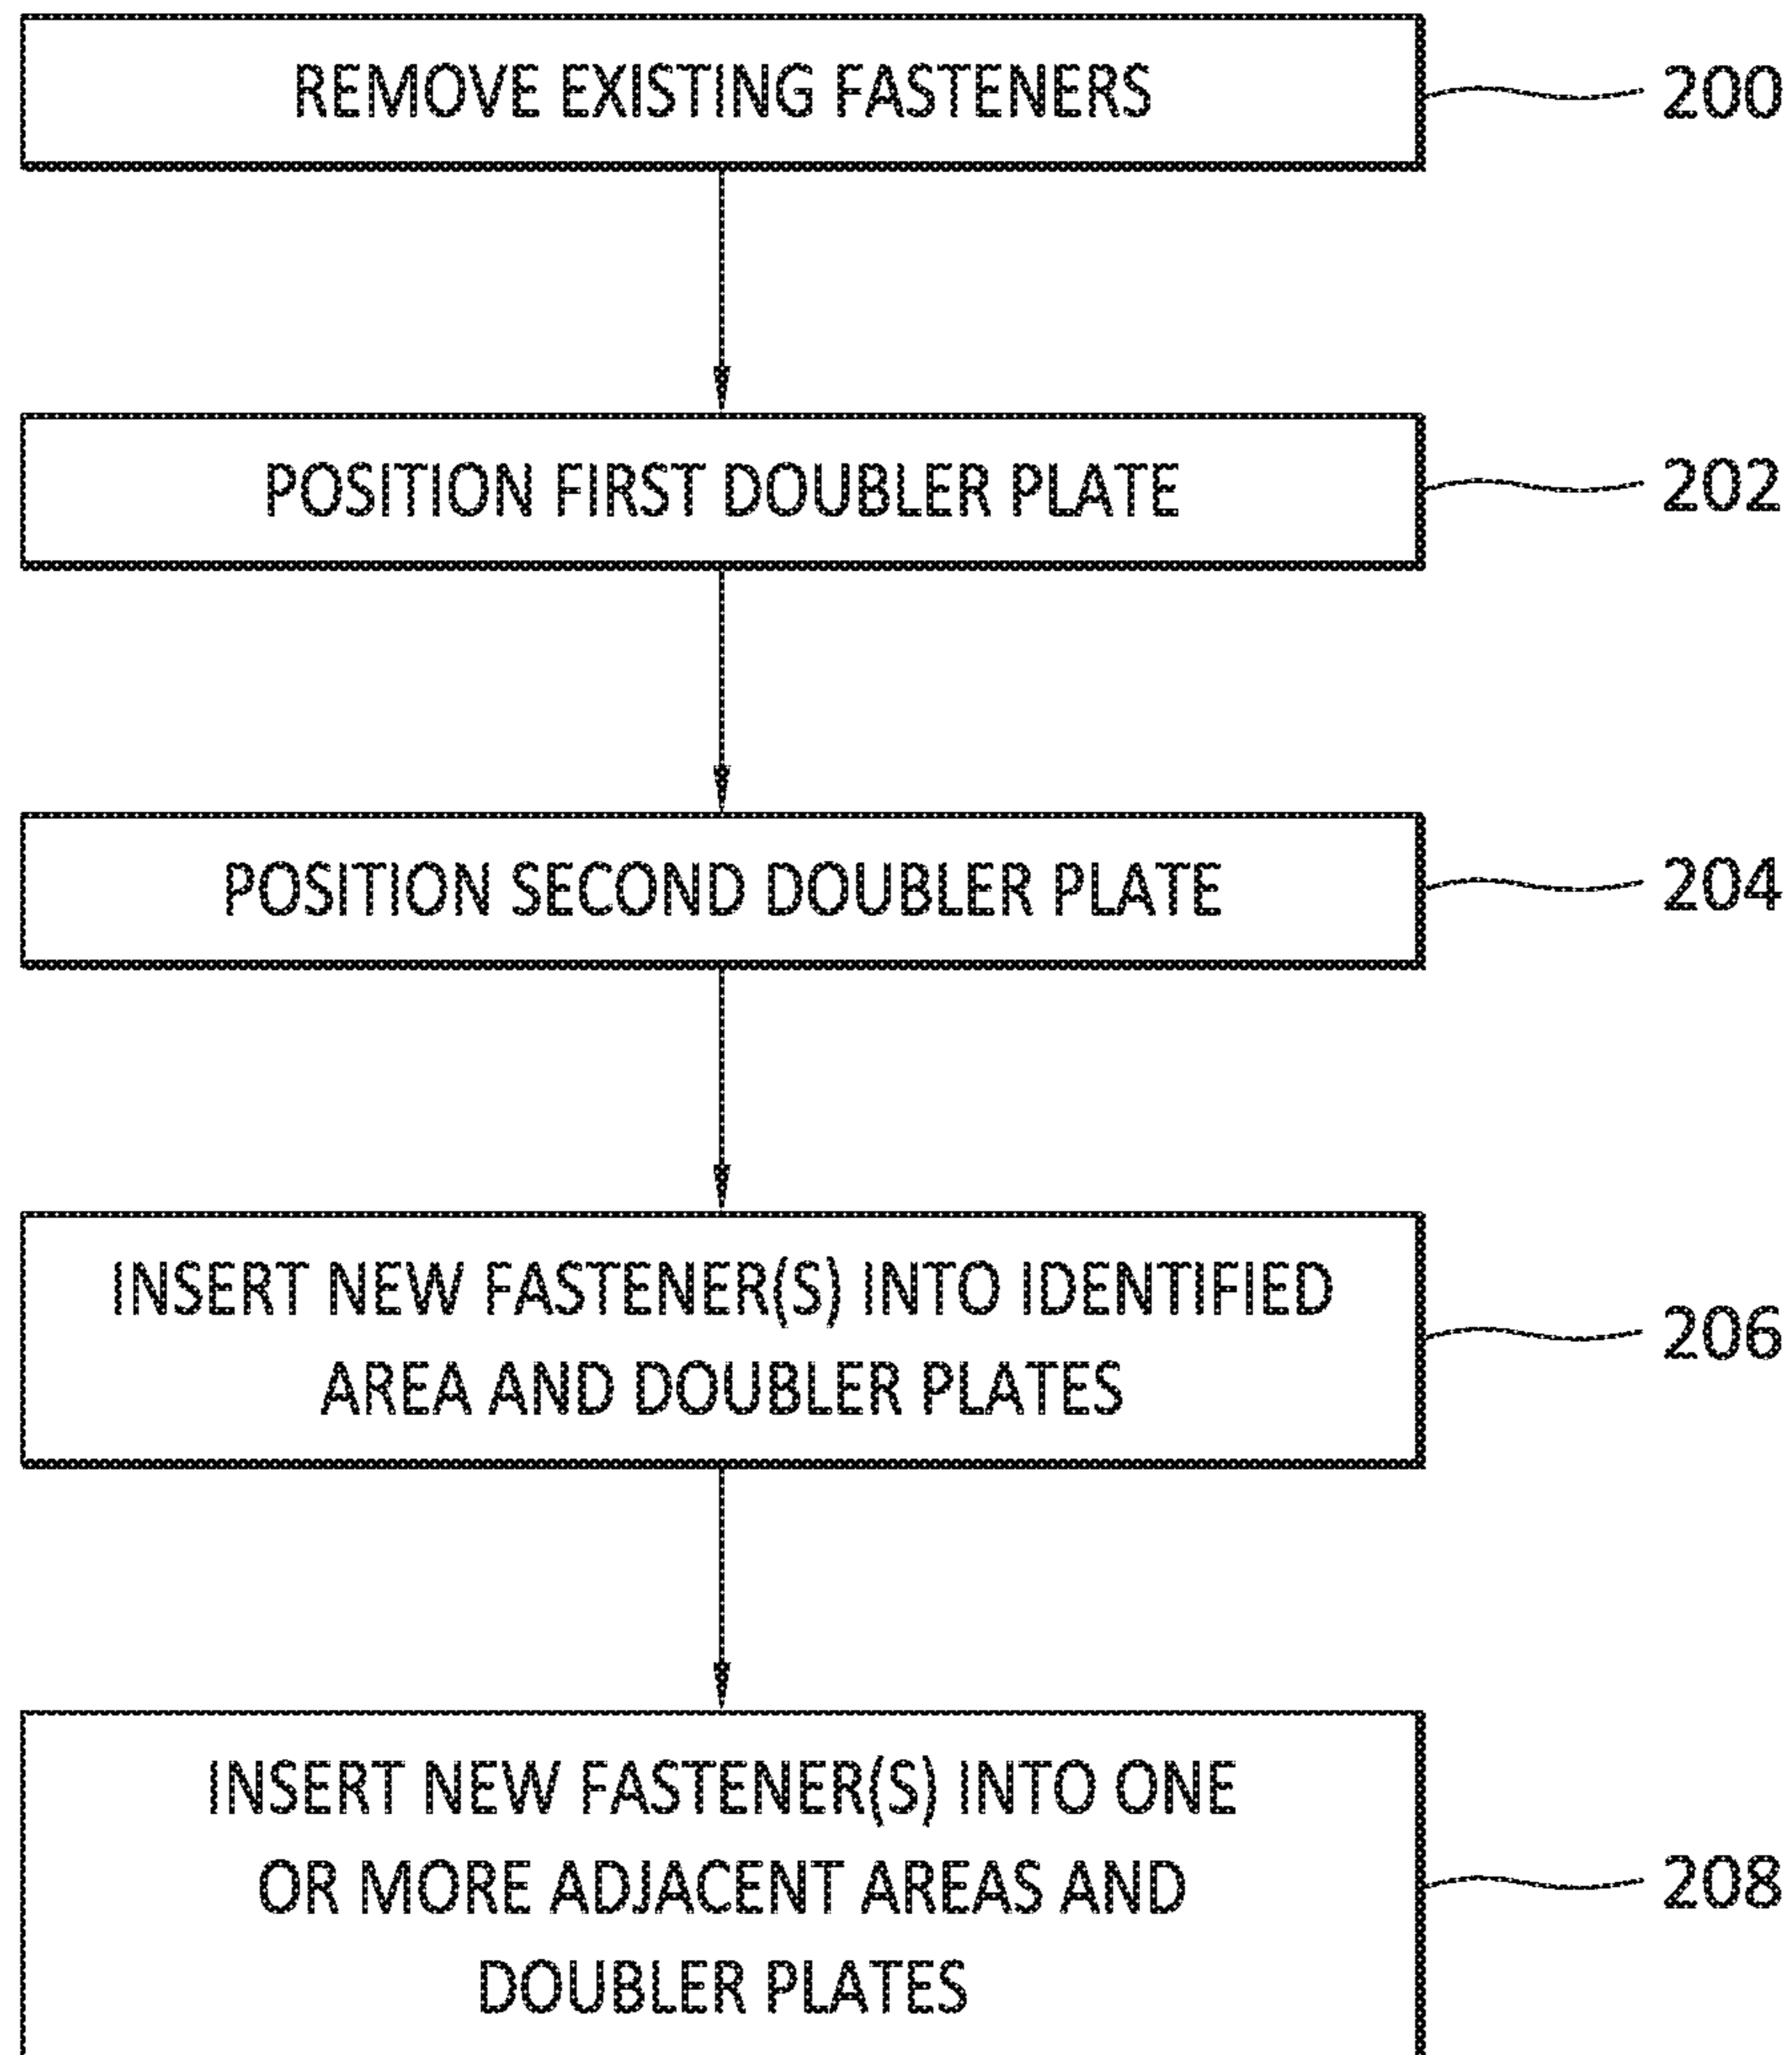 REMOVE EXISTING FASTENERS
200
POSITION FIRST DOUBLER PLATE
202
POSITION SECOND DOUBLER PLATE
204
INSERT NEW FASTENER(S) INTO IDENTIFIED
AREA AND DOUBLER PLATES
206
INSERT NEW FASTENER(S) INTO ONE
OR MORE ADJACENT AREAS AND
DOUBLER PLATES
208